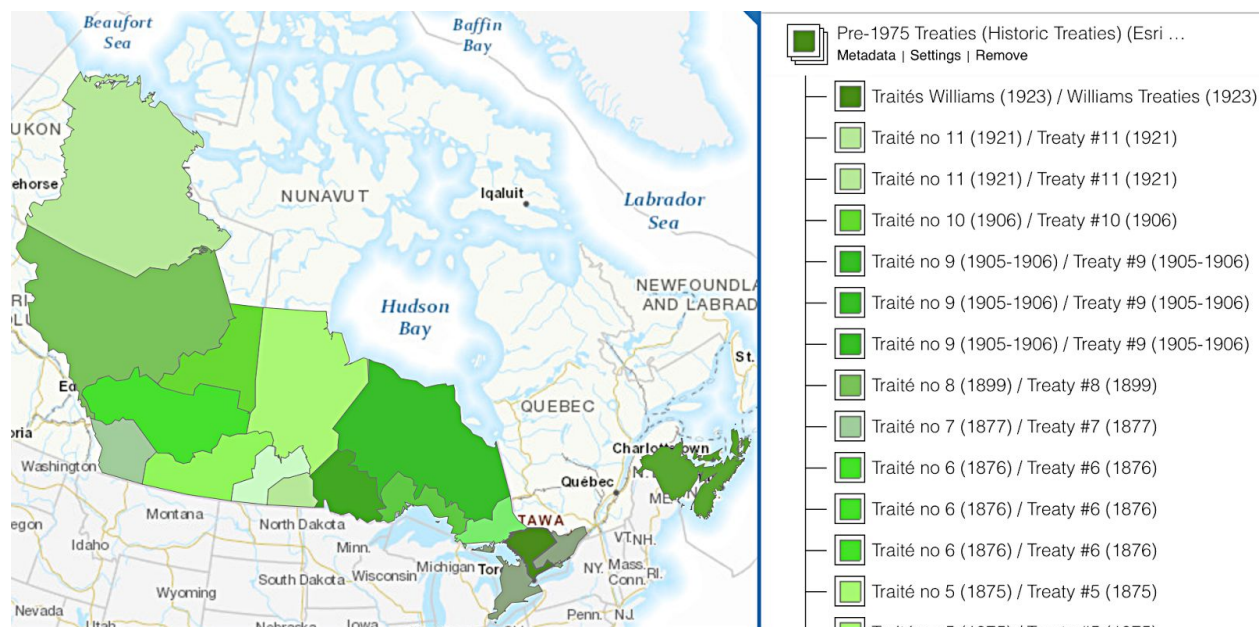 Beaufort
Sea
Baffin
Bay
UKON
ehorse
NUNAVUT
Iqaluit
Labrador
Sea
Hudson
Bay
NEWFOUNDLA
AND LABRAD
St.
Ed
QUEBEC
oria
Charlottetown
Washington
Québec
TAWA
Montana
North Dakota
egon
Idaho
Minn.
VT.
NH.
South Dakota
Wisconsin
Michigan
Toro
NY.
Mass.
Conn.
RI.
Wyoming
Nevada
Utah
Nebraska
Iowa
Penn.
NJ.
Pre-1975 Treaties (Historic Treaties) (Esri …
Metadata | Settings | Remove
Traités Williams (1923) / Williams Treaties (1923)
Traité no 11 (1921) / Treaty #11 (1921)
Traité no 11 (1921) / Treaty #11 (1921)
Traité no 10 (1906) / Treaty #10 (1906)
Traité no 9 (1905-1906) / Treaty #9 (1905-1906)
Traité no 9 (1905-1906) / Treaty #9 (1905-1906)
Traité no 9 (1905-1906) / Treaty #9 (1905-1906)
Traité no 8 (1899) / Treaty #8 (1899)
Traité no 7 (1877) / Treaty #7 (1877)
Traité no 6 (1876) / Treaty #6 (1876)
Traité no 6 (1876) / Treaty #6 (1876)
Traité no 6 (1876) / Treaty #6 (1876)
Traité no 5 (1875) / Treaty #5 (1875)